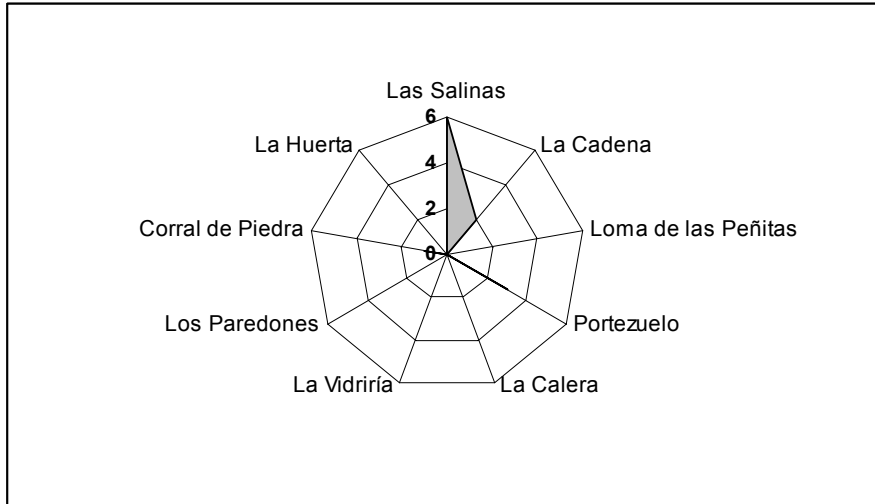 Las Salinas
6
La Huerta
La Cadena
4
2
Corral de Piedra
Loma de las Peñitas
0
Los Paredones
Portezuelo
La Vidriría
La Calera